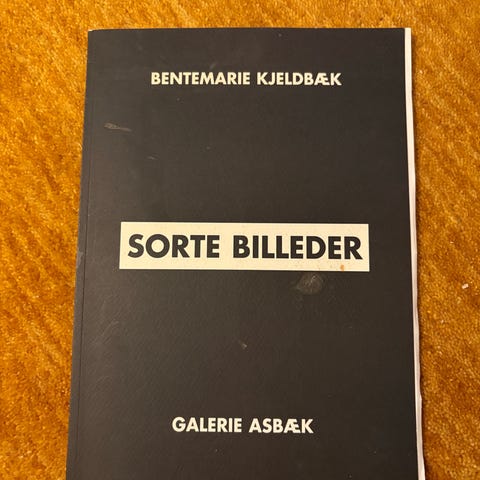 BENTEMARIE KJELDBÆK
SORTE BILLEDER
GALERIE ASBÆK